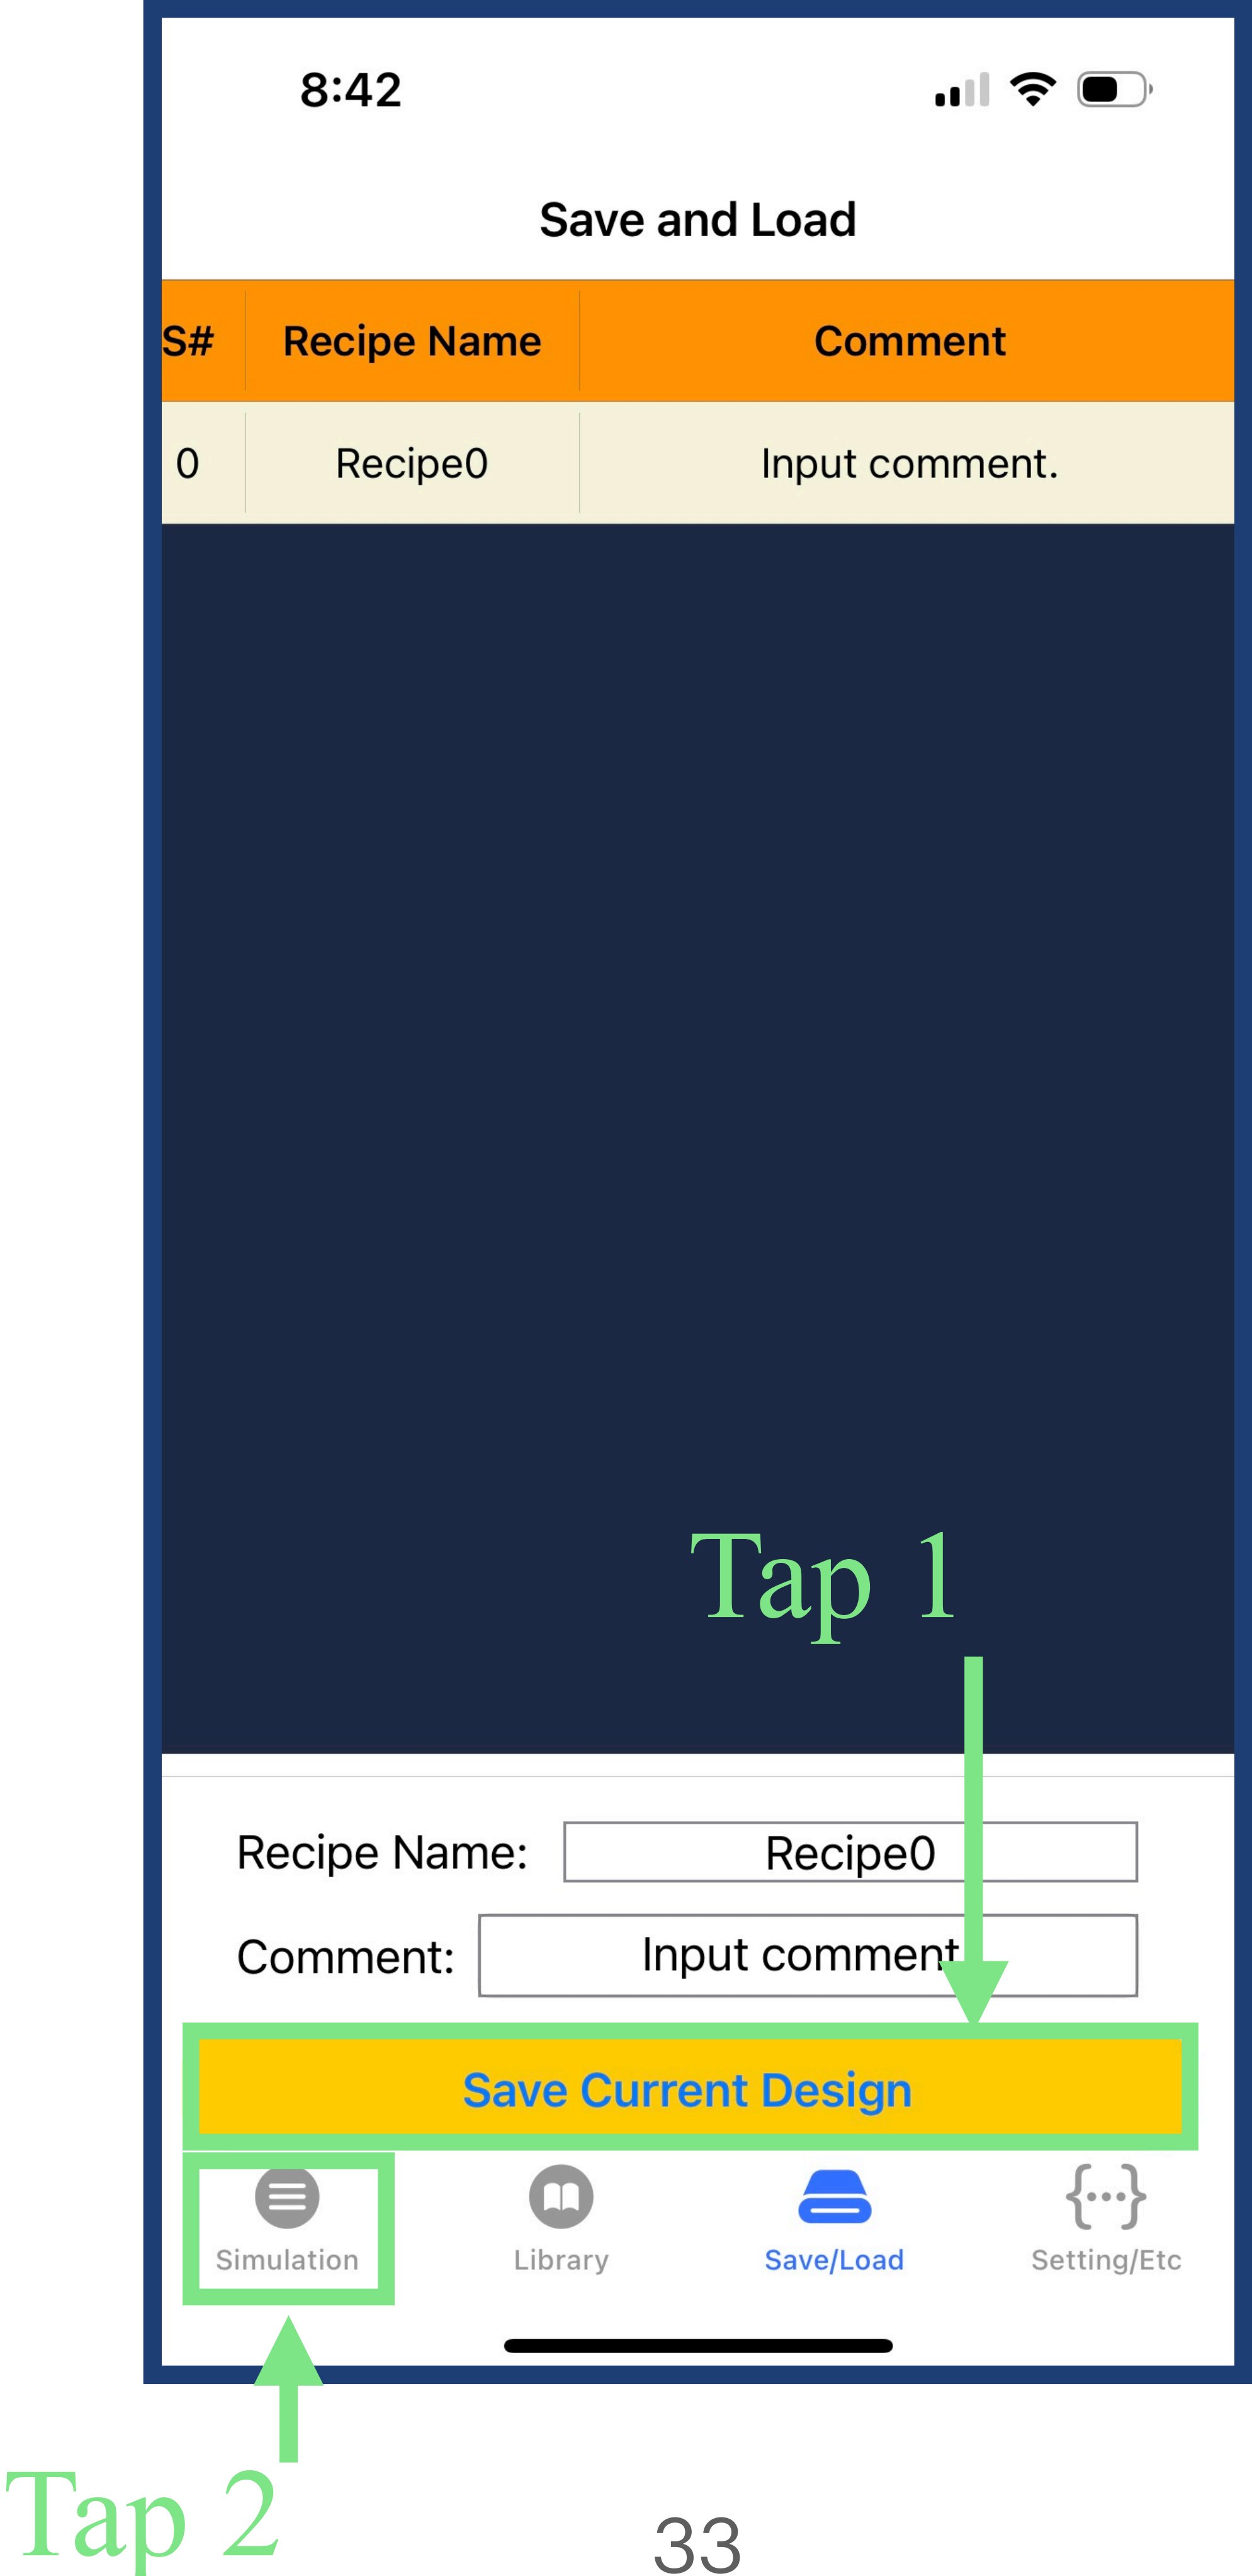 8:42
Save and Load
S# Recipe Name Comment
0 Recipe0 Input comment.
Tap 1
Recipe Name: Recipe0
Comment: Input comment
Save Current Design
Simulation Library Save/Load Setting/Etc
Tap 2
33